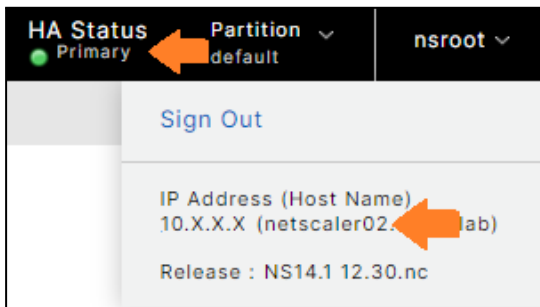 HA Status
Primary
Partition
default
nsroot
Sign Out
IP Address (Host Name)
10.X.X.X (netscaler02. lab)
Release : NS14.1 12.30.nc